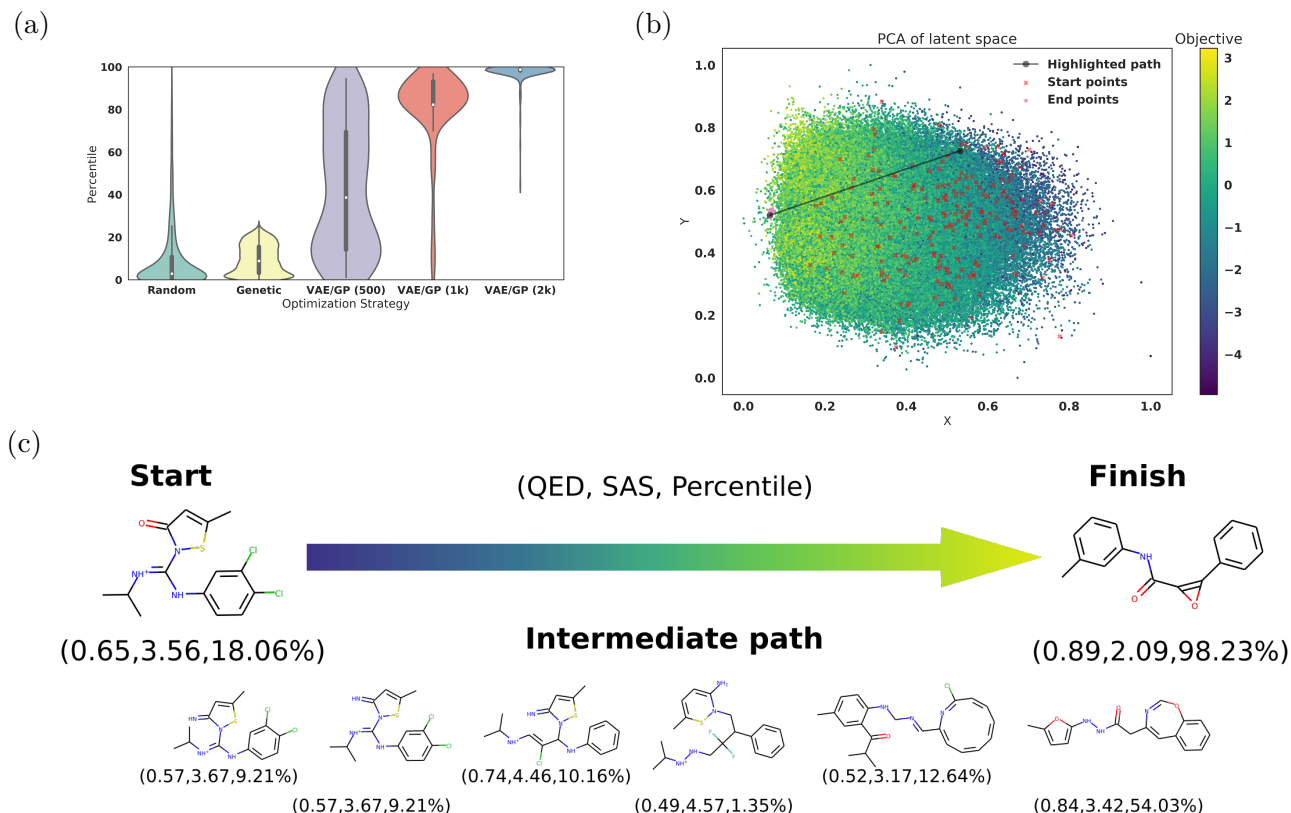 (a)
100
80
60
40
20
0
Percentile
Random Genetic VAE/GP (500) VAE/GP (1k) VAE/GP (2k)
Optimization Strategy
(b)
PCA of latent space
Objective
Highlighted path
Start points
End points
1.0
0.8
0.6
0.4
0.2
0.0
Y
0.0 0.2 0.4 0.6 0.8 1.0
X
3
2
1
0
−1
−2
−3
−4
(c)
Start
(QED, SAS, Percentile)
Finish
O
N
S
NH+
NH
Cl
Cl
NH
O
O
(0.65,3.56,18.06%)
Intermediate path
(0.89,2.09,98.23%)
(0.57,3.67,9.21%)
(0.57,3.67,9.21%)
(0.74,4.46,10.16%)
(0.49,4.57,1.35%)
(0.52,3.17,12.64%)
(0.84,3.42,54.03%)